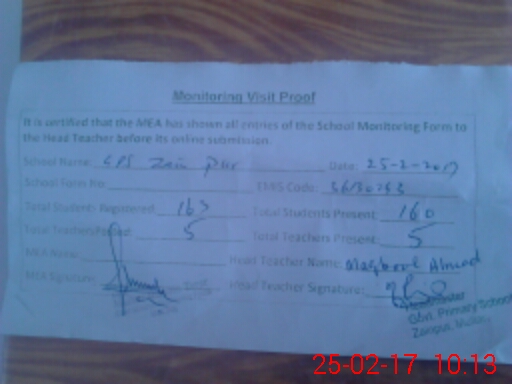 Monitoring Visit Proof
It is certified that the MEA has shown all entries of the School Monitoring Form to
the Head Teacher before its online submission.
School Name: GPS Zain Pur Date: 25-2-2017
School Form No: EMIS Code:
Total Students Registered: Total Students Present: 160
Total Teachers Posted: 5 Total Teachers Present: 5
MEA Name: Head Teacher Name: Maqbool Ahmad
MEA Signature: Head Teacher Signature:
Headmaster
Govt. Primary School
25-02-17 10:13